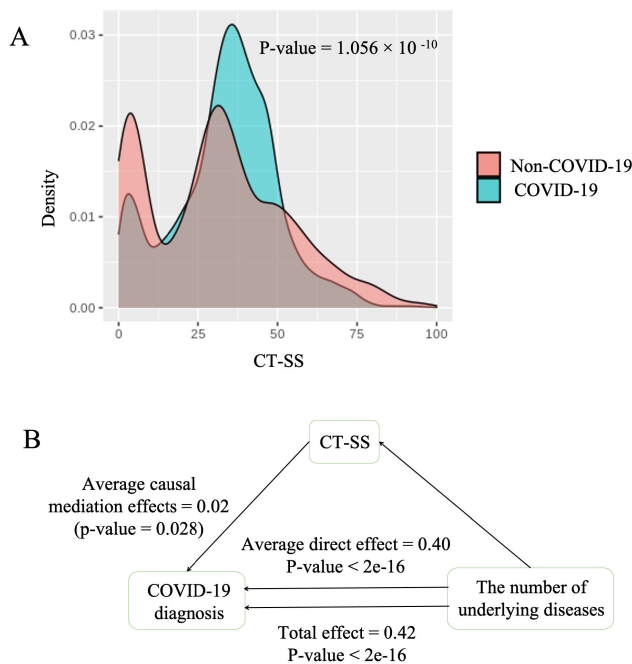 A
P-value = 1.056 × 10 -10
0.03
0.02
0.01
0.00
Density
0
25
50
75
100
CT-SS
Non-COVID-19
COVID-19
B
CT-SS
Average causal
mediation effects = 0.02
(p-value = 0.028)
Average direct effect = 0.40
P-value < 2e-16
COVID-19
diagnosis
The number of
underlying diseases
Total effect = 0.42
P-value < 2e-16